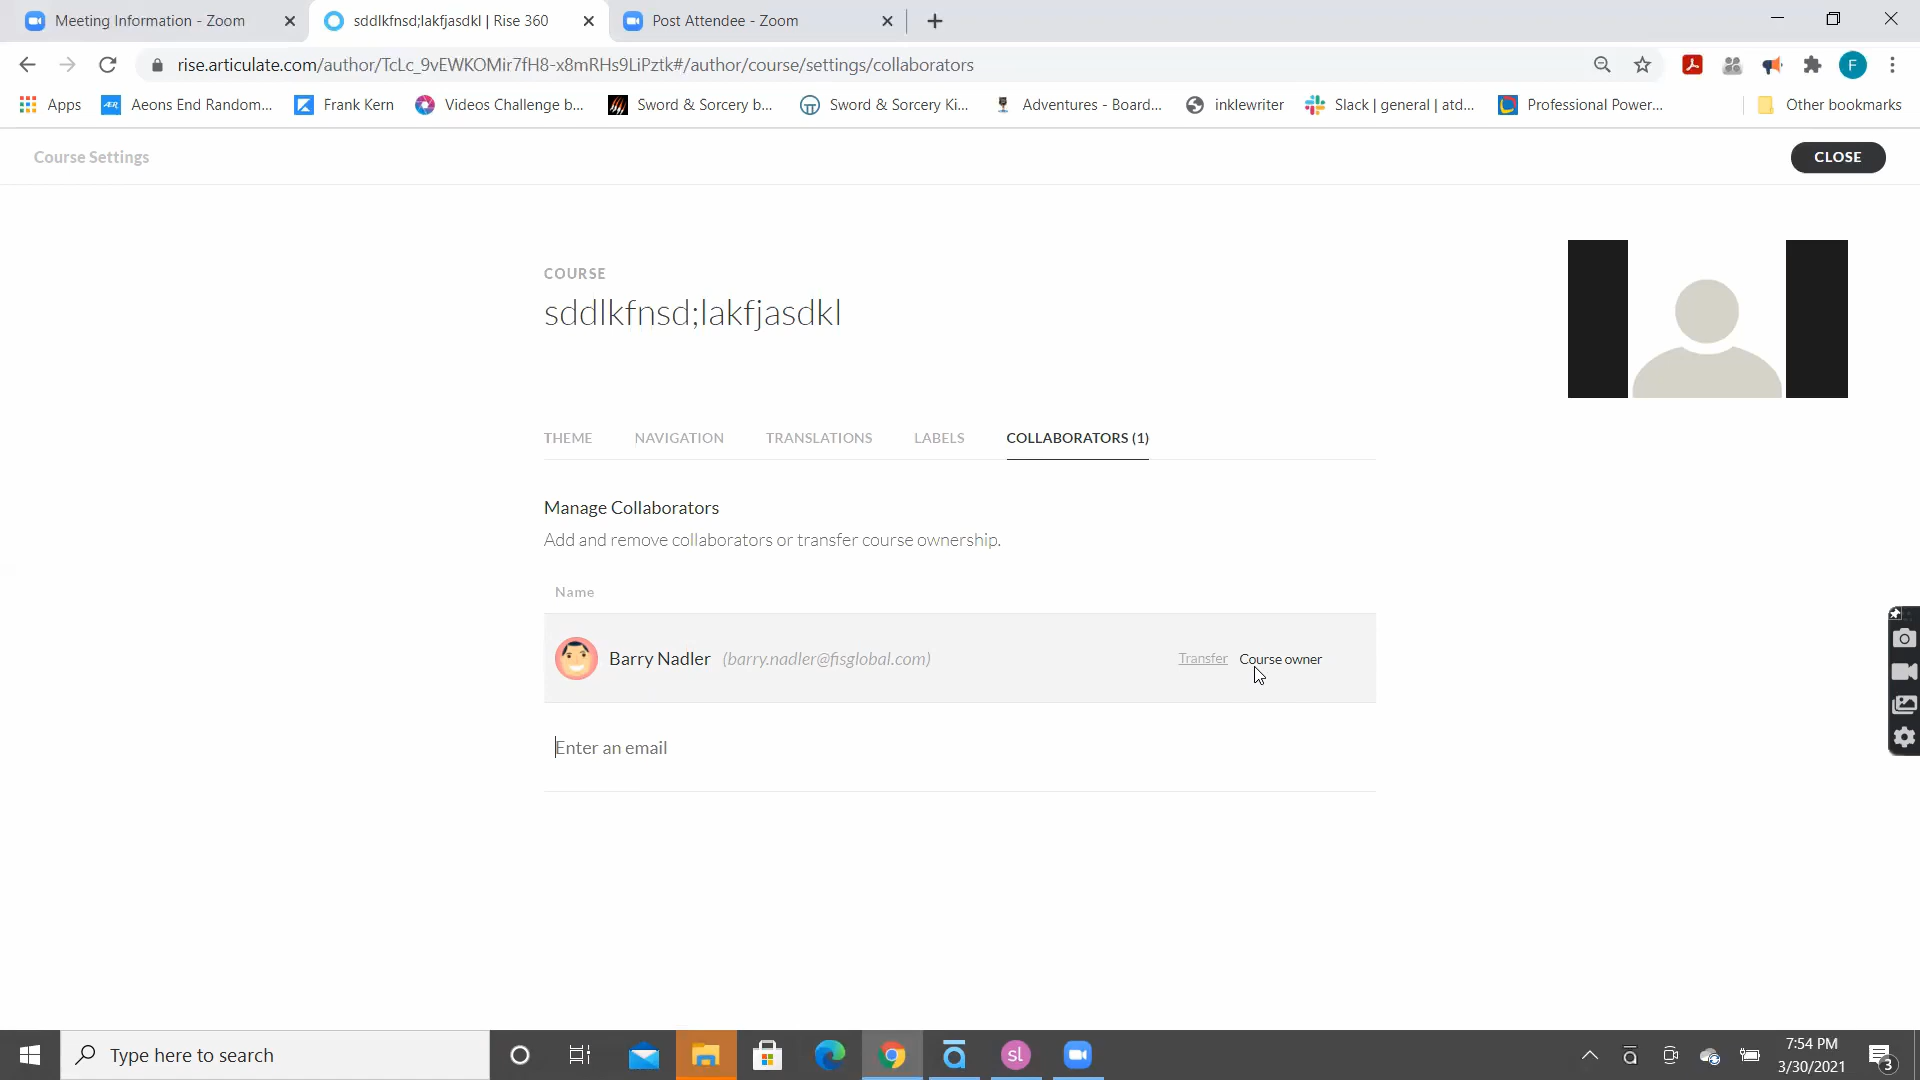 Meeting Information - Zoom
sddlkfnsd;lakfjasdkl | Rise 360
Post Attendee - Zoom
rise.articulate.com/author/TcLc_9vEWKOMir7fH8-x8mRHs9LiPztk#/author/course/settings/collaborators
F
Apps
AER
Aeons End Random...
Frank Kern
Videos Challenge b...
Sword & Sorcery b...
Sword & Sorcery Ki...
Adventures - Board...
inklewriter
Slack | general | atd...
Professional Power...
Other bookmarks
Course Settings
CLOSE
COURSE
sddlkfnsd;lakfjasdkl
THEME
NAVIGATION
TRANSLATIONS
LABELS
COLLABORATORS (1)
Manage Collaborators
Add and remove collaborators or transfer course ownership.
Name
Barry Nadler (barry.nadler@fisglobal.com)
Transfer
Course owner
Enter an email
Type here to search
sl
7:54 PM
3/30/2021
3